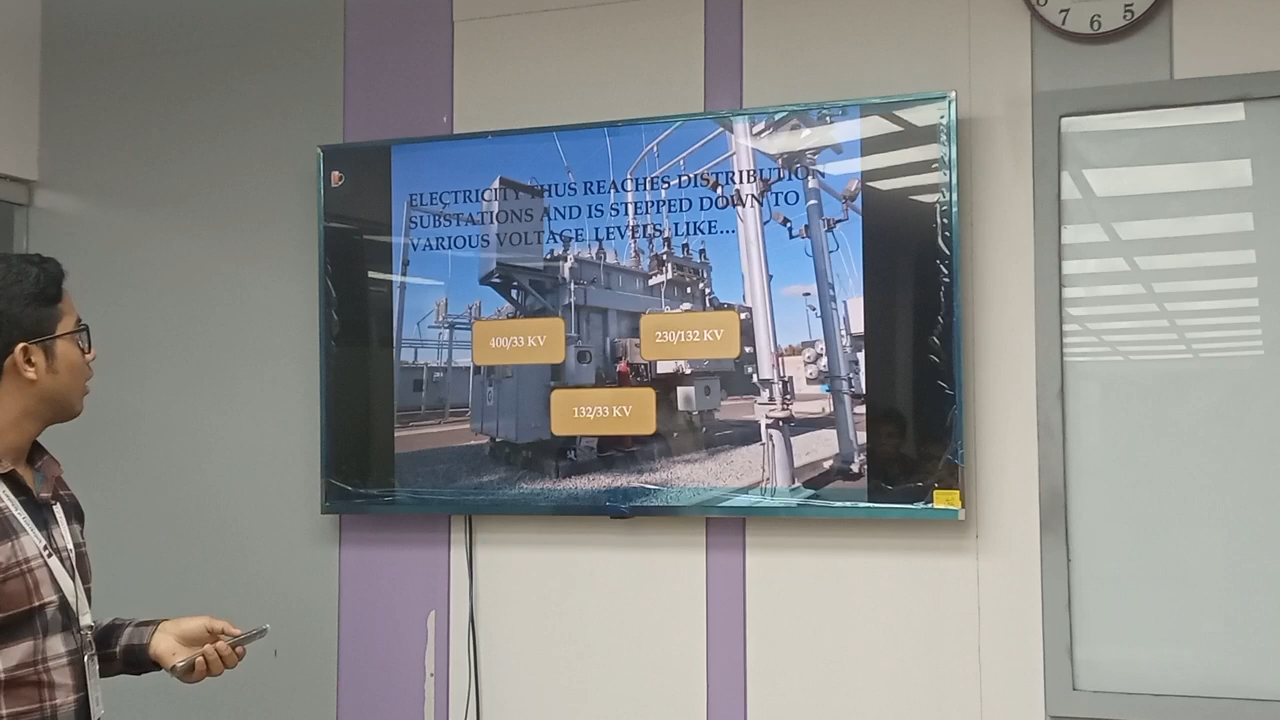 7 6 5
ELECTRICITY THUS REACHES DISTRIBUTION
SUBSTATIONS AND IS STEPPED DOWN TO
VARIOUS VOLTAGE LEVELS, LIKE...
400/33 KV
230/132 KV
132/33 KV